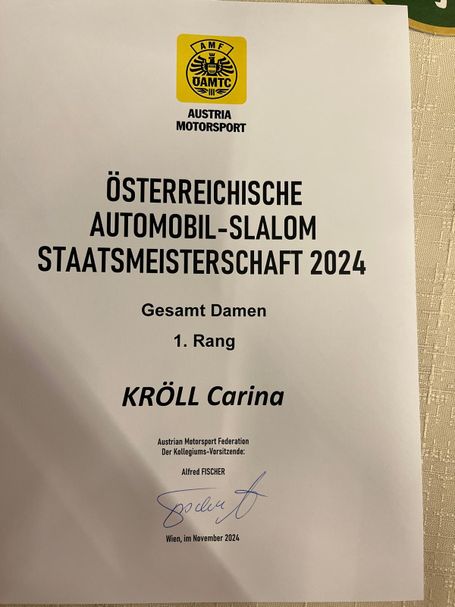 AMF
ÖAMTC
AUSTRIA
MOTORSPORT
ÖSTERREICHISCHE
AUTOMOBIL-SLALOM
STAATSMEISTERSCHAFT 2024
Gesamt Damen
1. Rang
KRÖLL Carina
Austrian Motorsport Federation
Der Kollegiums-Vorsitzende:
Alfred FISCHER
Wien, im November 2024